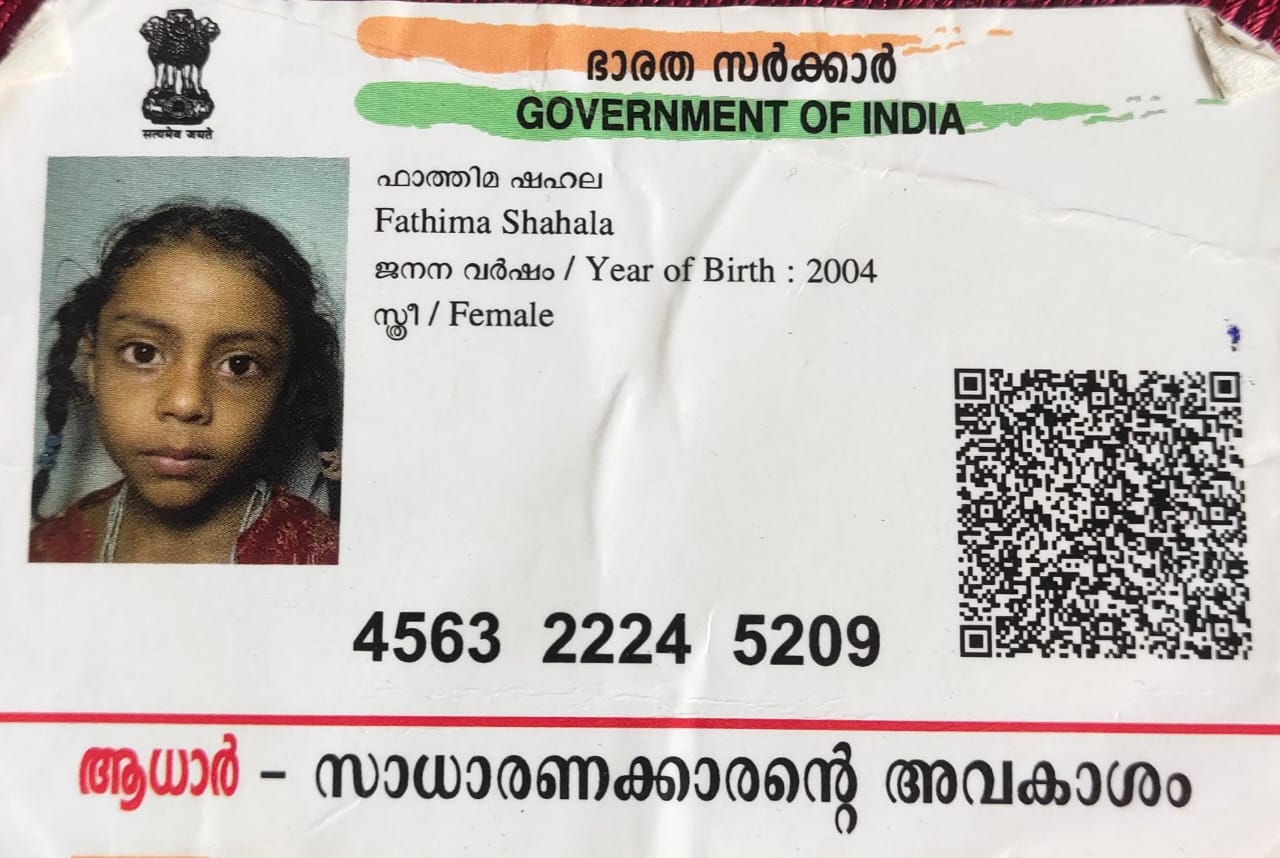 सत्यमेव जयते
ഭാരത സർക്കാർ
GOVERNMENT OF INDIA
ഫാത്തിമ ഷഹല
Fathima Shahala
ജനന വർഷം / Year of Birth : 2004
സ്ത്രീ / Female
4563 2224 5209
ആധാർ - സാധാരണക്കാരന്റെ അവകാശം